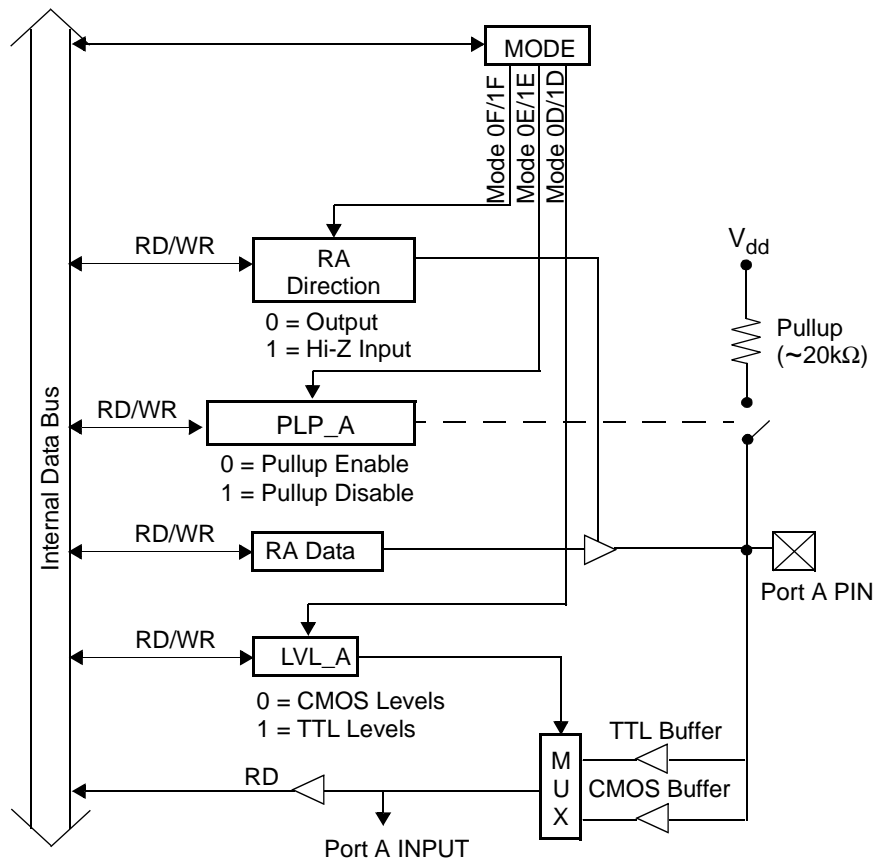 MODE
Mode 0F/1F
Mode 0E/1E
Mode 0D/1D
RD/WR
RA
Direction
0 = Output
1 = Hi-Z Input
Vdd
Pullup
(~20kΩ)
Internal Data Bus
RD/WR
PLP_A
0 = Pullup Enable
1 = Pullup Disable
RD/WR
RA Data
Port A PIN
RD/WR
LVL_A
0 = CMOS Levels
1 = TTL Levels
TTL Buffer
MUX
CMOS Buffer
RD
Port A INPUT